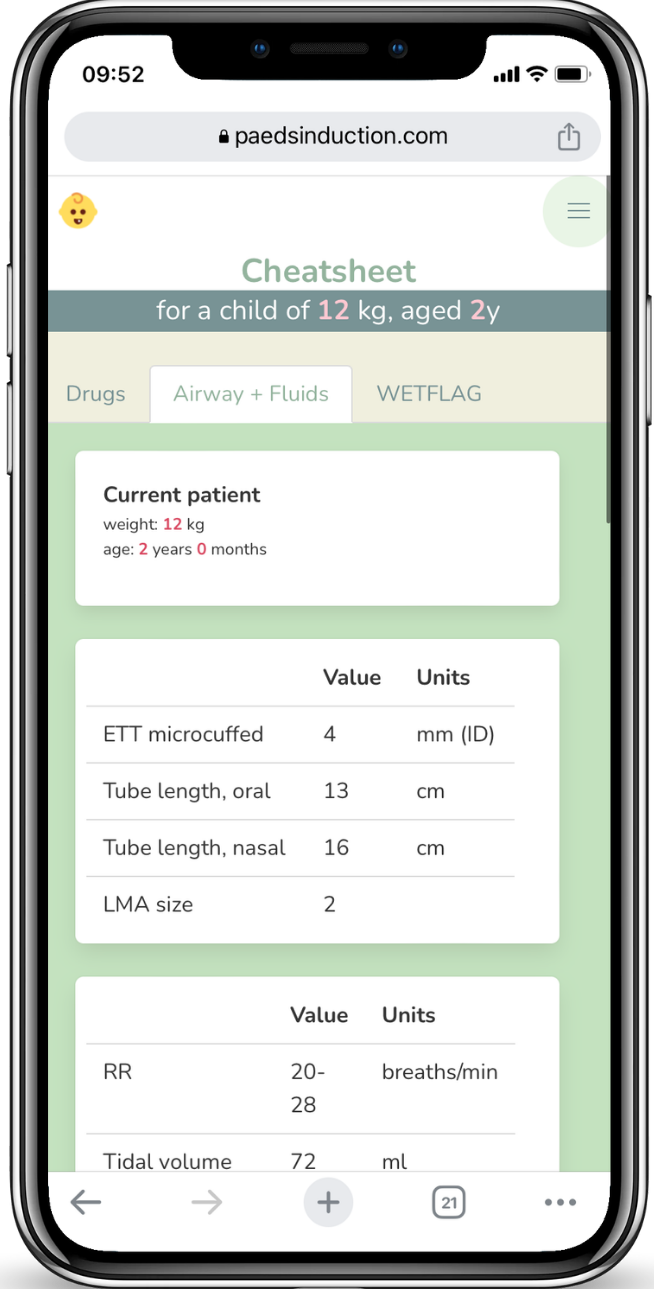 09:52
paedsinduction.com
Cheatsheet
for a child of 12 kg, aged 2y
Drugs Airway + Fluids WETFLAG
Current patient
weight: 12 kg
age: 2 years 0 months
Value Units
ETT microcuffed 4 mm (ID)
Tube length, oral 13 cm
Tube length, nasal 16 cm
LMA size 2
Value Units
RR 20- breaths/min
28
Tidal volume 72 ml
21